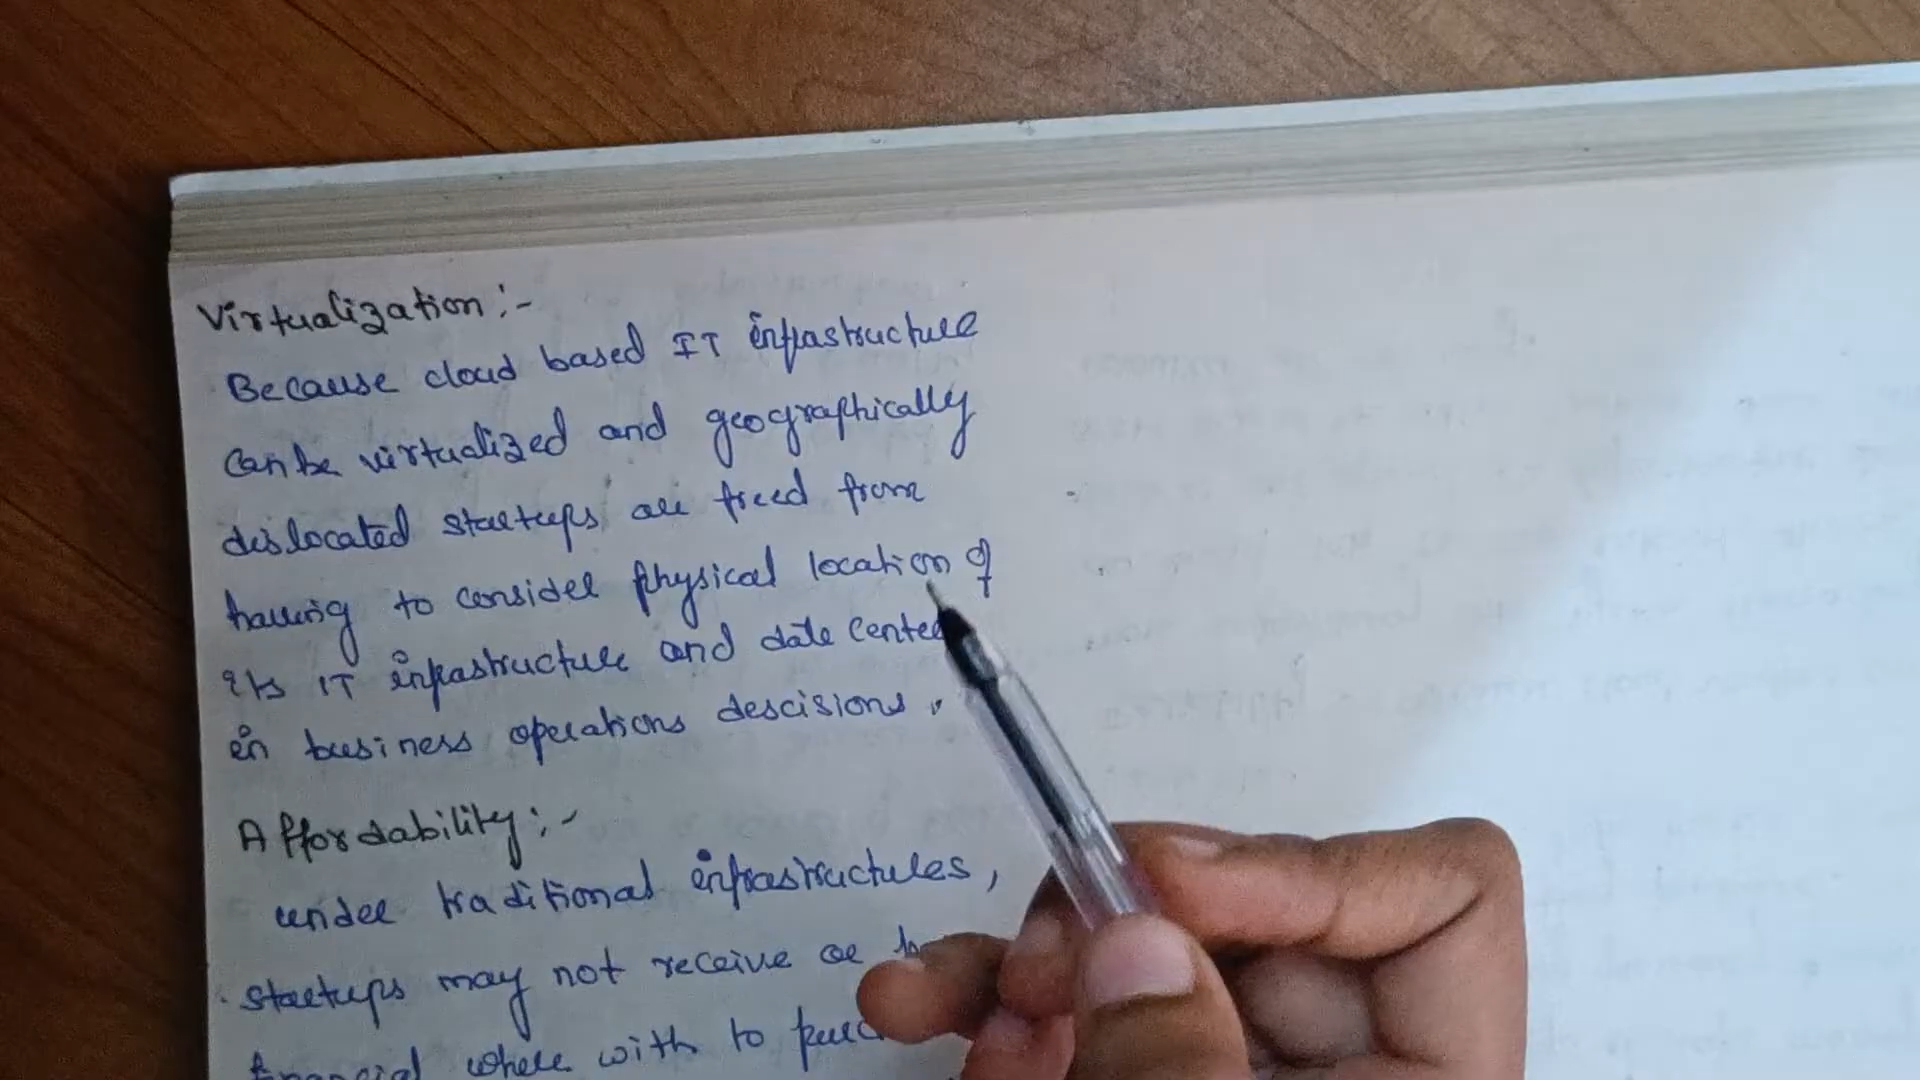 Virtualization :-
Because cloud based IT infrastructure
can be virtualized and geographically
dislocated startups are freed from
having to consider physical location of
its IT infrastructure and date center
in business operations descisions.
Affordability :-
under traditional infrastructures,
startups may not receive or
financial where with to